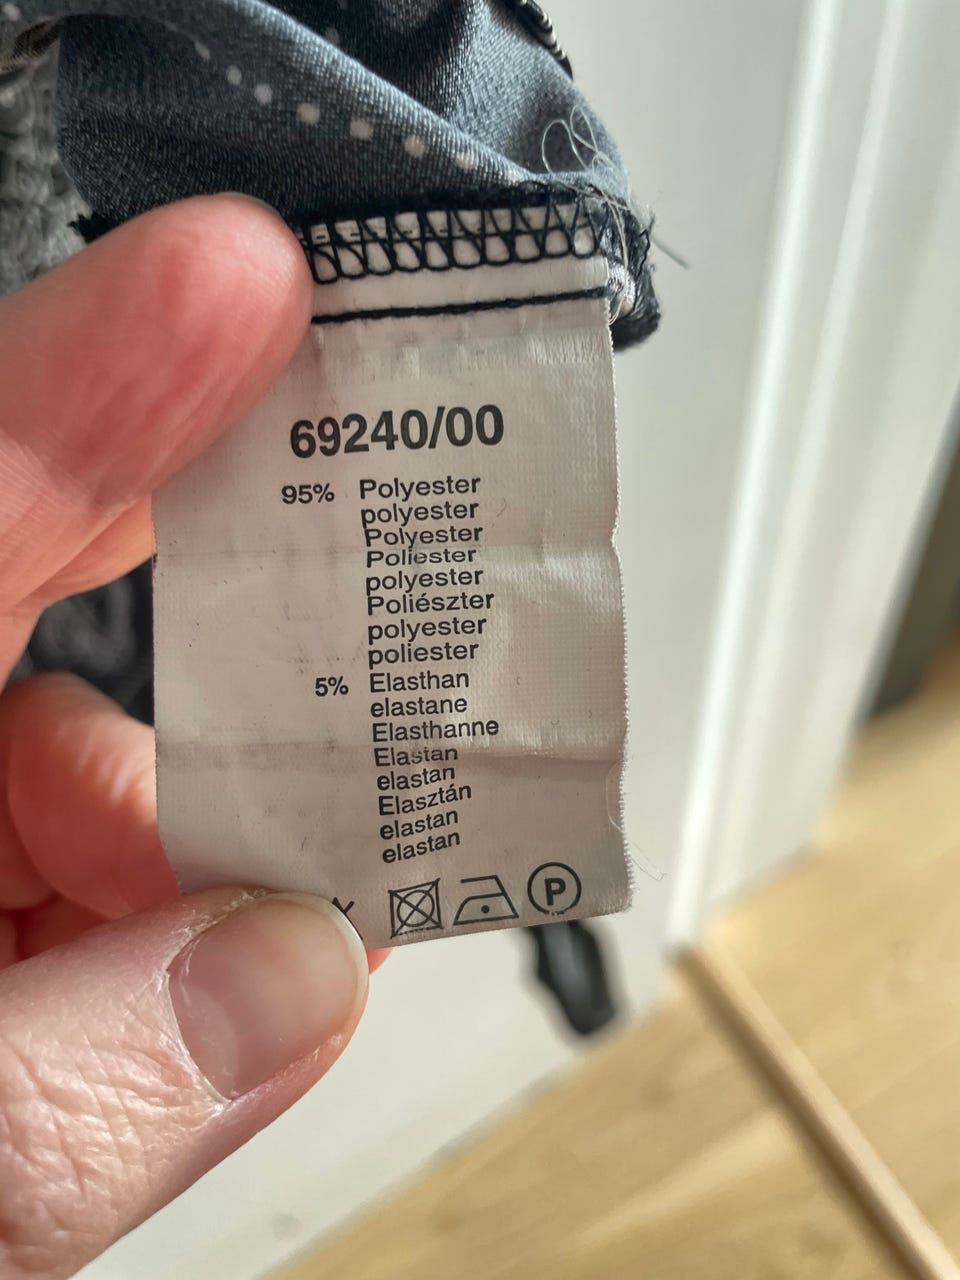 69240/00
95% Polyester
polyester
Polyester
Poliester
polyester
Poliészter
polyester
poliester
5% Elasthan
elastane
Elasthanne
Elastan
elastan
Elasztán
elastan
elastan
P